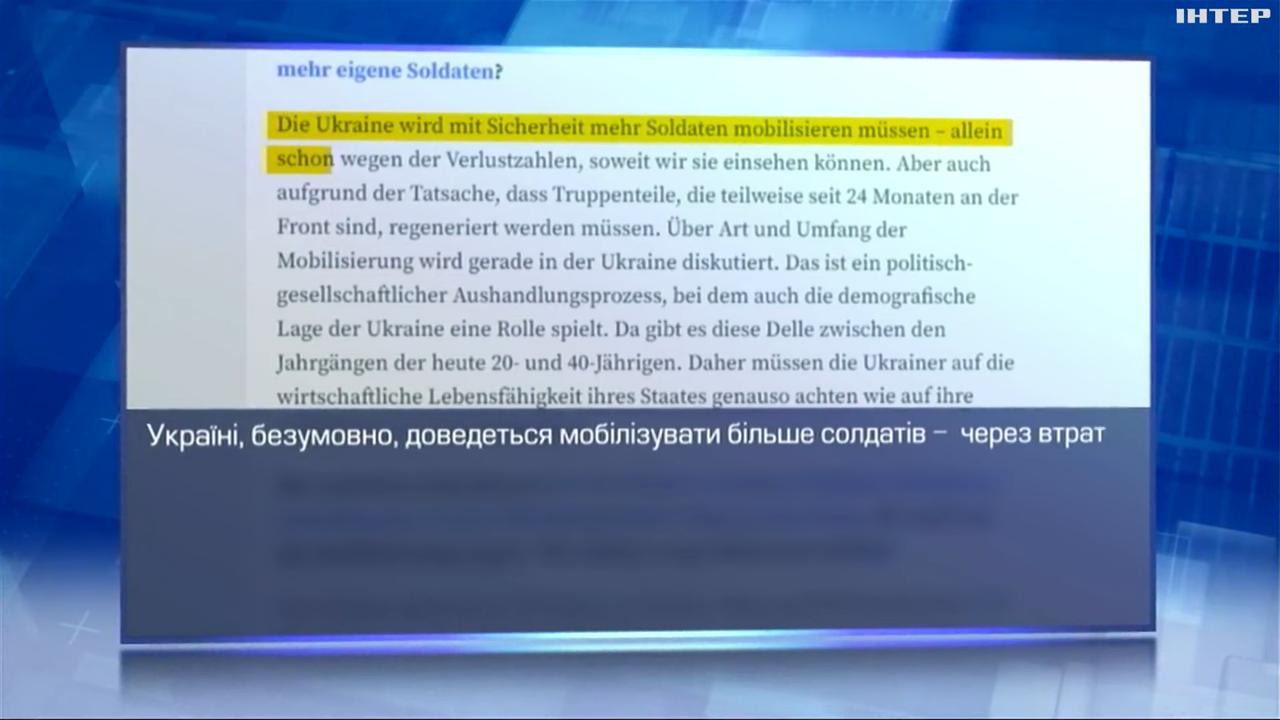 ІНТЕР
mehr eigene Soldaten?
Die Ukraine wird mit Sicherheit mehr Soldaten mobilisieren müssen – allein
schon wegen der Verlustzahlen, soweit wir sie einsehen können. Aber auch
aufgrund der Tatsache, dass Truppenteile, die teilweise seit 24 Monaten an der
Front sind, regeneriert werden müssen. Über Art und Umfang der
Mobilisierung wird gerade in der Ukraine diskutiert. Das ist ein politisch-
gesellschaftlicher Aushandlungsprozess, bei dem auch die demografische
Lage der Ukraine eine Rolle spielt. Da gibt es diese Delle zwischen den
Jahrgängen der heute 20- und 40-Jährigen. Daher müssen die Ukrainer auf die
wirtschaftliche Lebensfähigkeit ihres Staates genauso achten wie auf ihre
Україні, безумовно, доведеться мобілізувати більше солдатів – через втрат